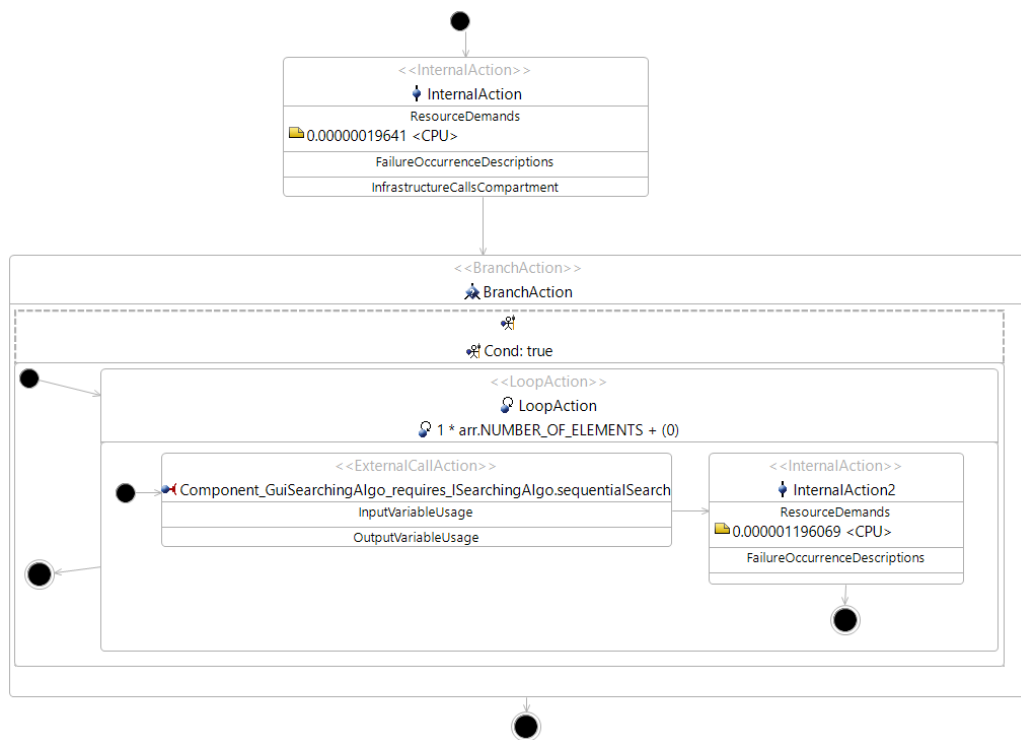 <<InternalAction>>
InternalAction
ResourceDemands
0.00000019641 <CPU>
FailureOccurrenceDescriptions
InfrastructureCallsCompartment
<<BranchAction>>
BranchAction
Cond: true
<<LoopAction>>
LoopAction
1 * arr.NUMBER_OF_ELEMENTS + (0)
<<ExternalCallAction>>
Component_GuiSearchingAlgo_requires_ISearchingAlgo.sequentialSearch
InputVariableUsage
OutputVariableUsage
<<InternalAction>>
InternalAction2
ResourceDemands
0.000001196069 <CPU>
FailureOccurrenceDescriptions